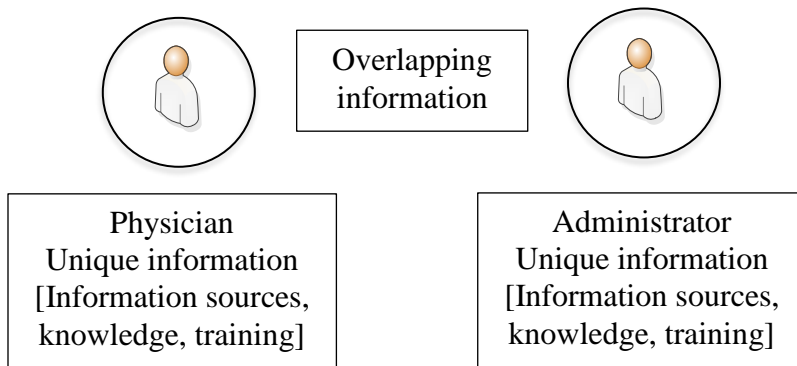 Overlapping
information
Physician
Unique information
[Information sources,
knowledge, training]
Administrator
Unique information
[Information sources,
knowledge, training]